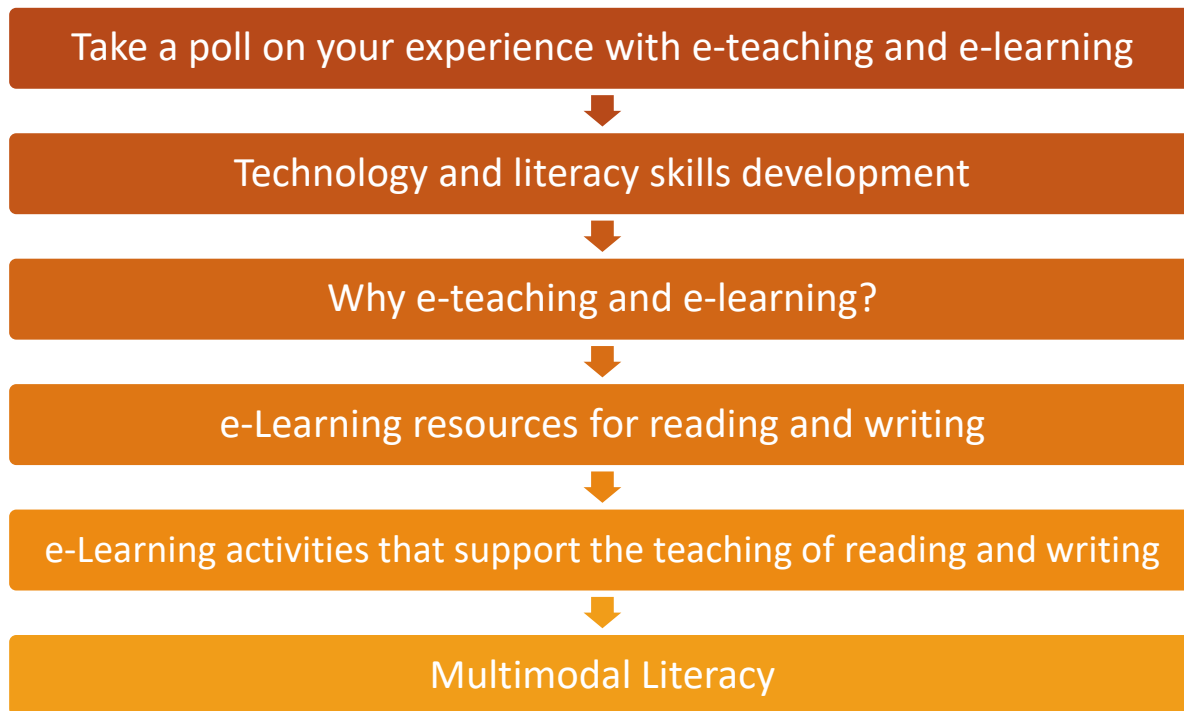 Take a poll on your experience with e-teaching and e-learning
Technology and literacy skills development
Why e-teaching and e-learning?
e-Learning resources for reading and writing
e-Learning activities that support the teaching of reading and writing
Multimodal Literacy